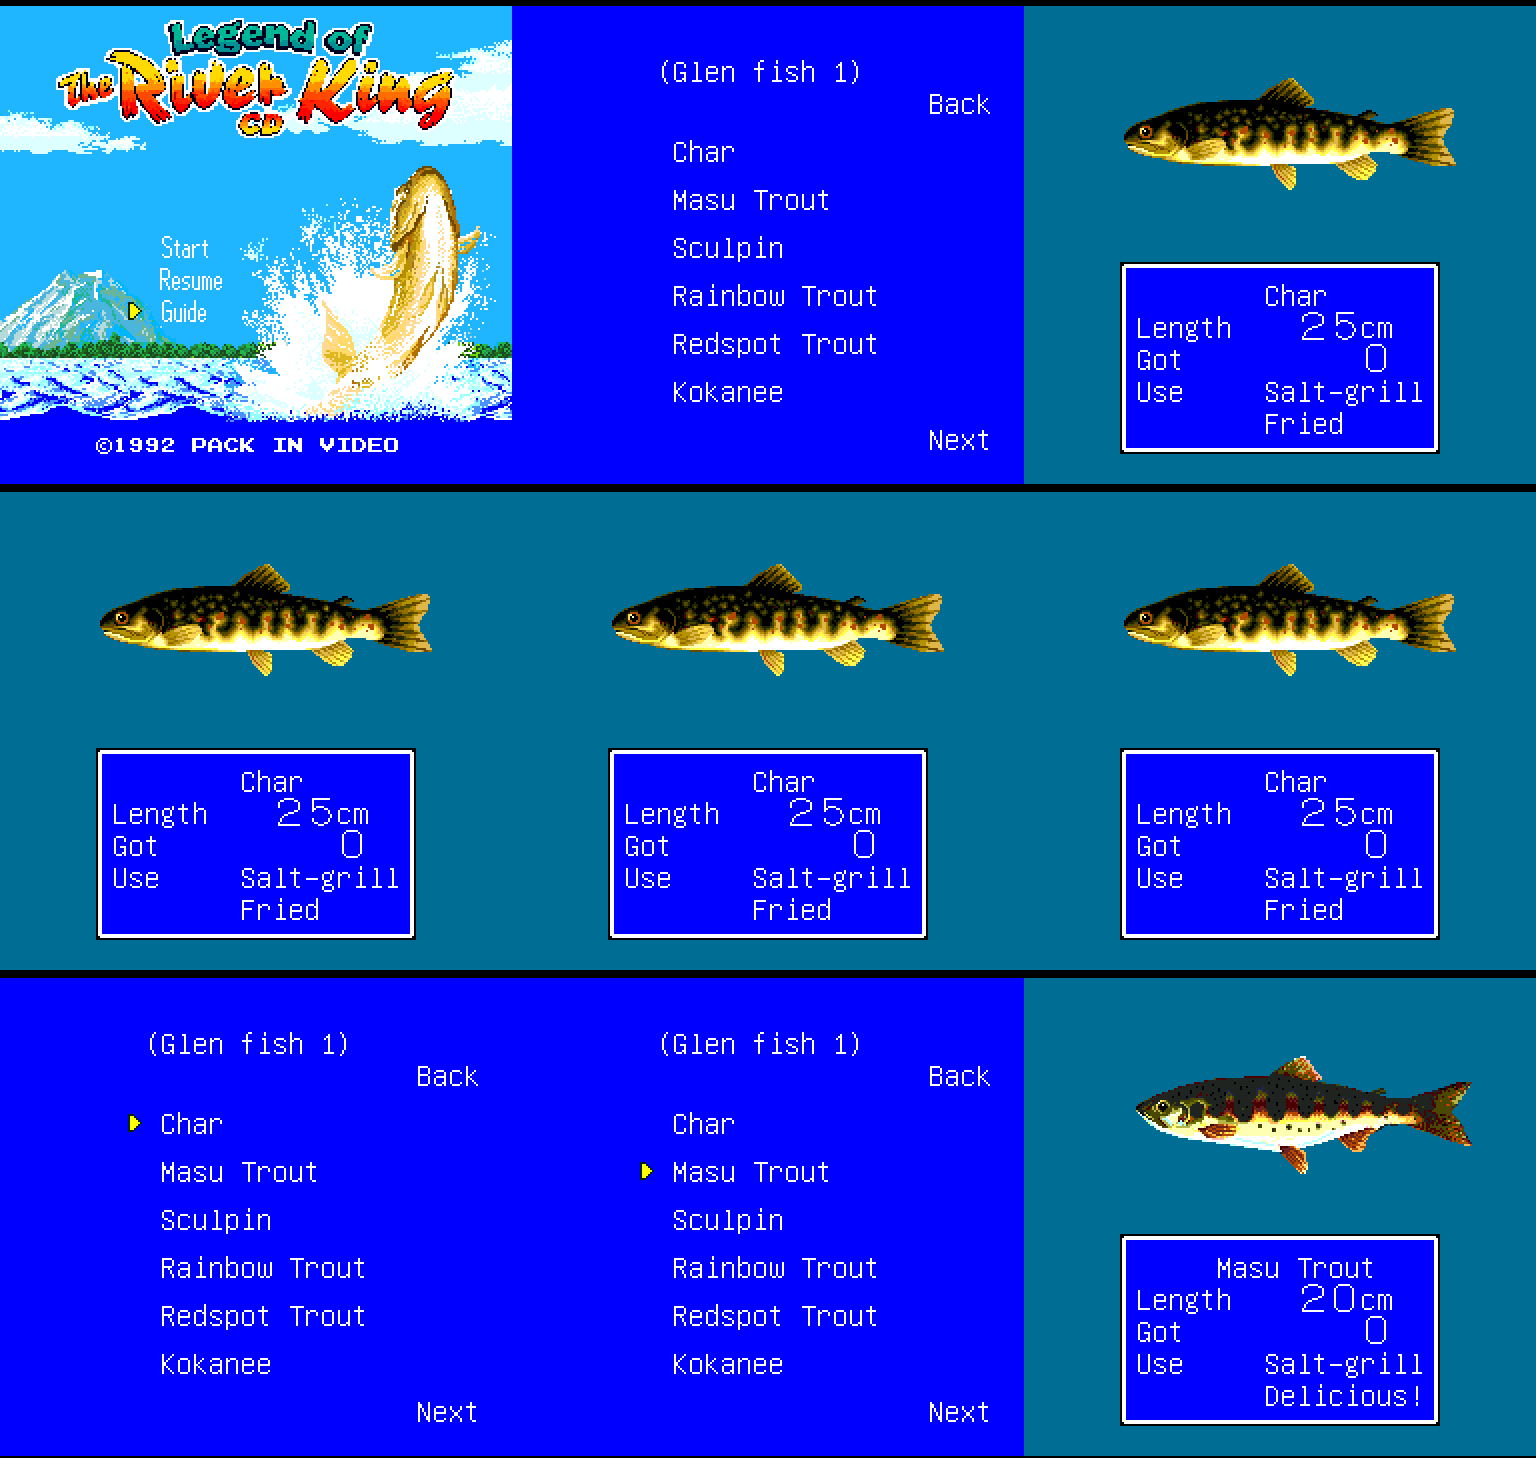 Legend of
The River King
CD
Start
Resume
Guide
©1992 PACK IN VIDEO
(Glen fish 1)
Back
Char
Masu Trout
Sculpin
Rainbow Trout
Redspot Trout
Kokanee
Next
Char
Length 25cm
Got 0
Use Salt-grill
Fried
Char
Length 25cm
Got 0
Use Salt-grill
Fried
Char
Length 25cm
Got 0
Use Salt-grill
Fried
Char
Length 25cm
Got 0
Use Salt-grill
Fried
(Glen fish 1)
Back
Char
Masu Trout
Sculpin
Rainbow Trout
Redspot Trout
Kokanee
Next
(Glen fish 1)
Back
Char
Masu Trout
Sculpin
Rainbow Trout
Redspot Trout
Kokanee
Next
Masu Trout
Length 20cm
Got 0
Use Salt-grill
Delicious!